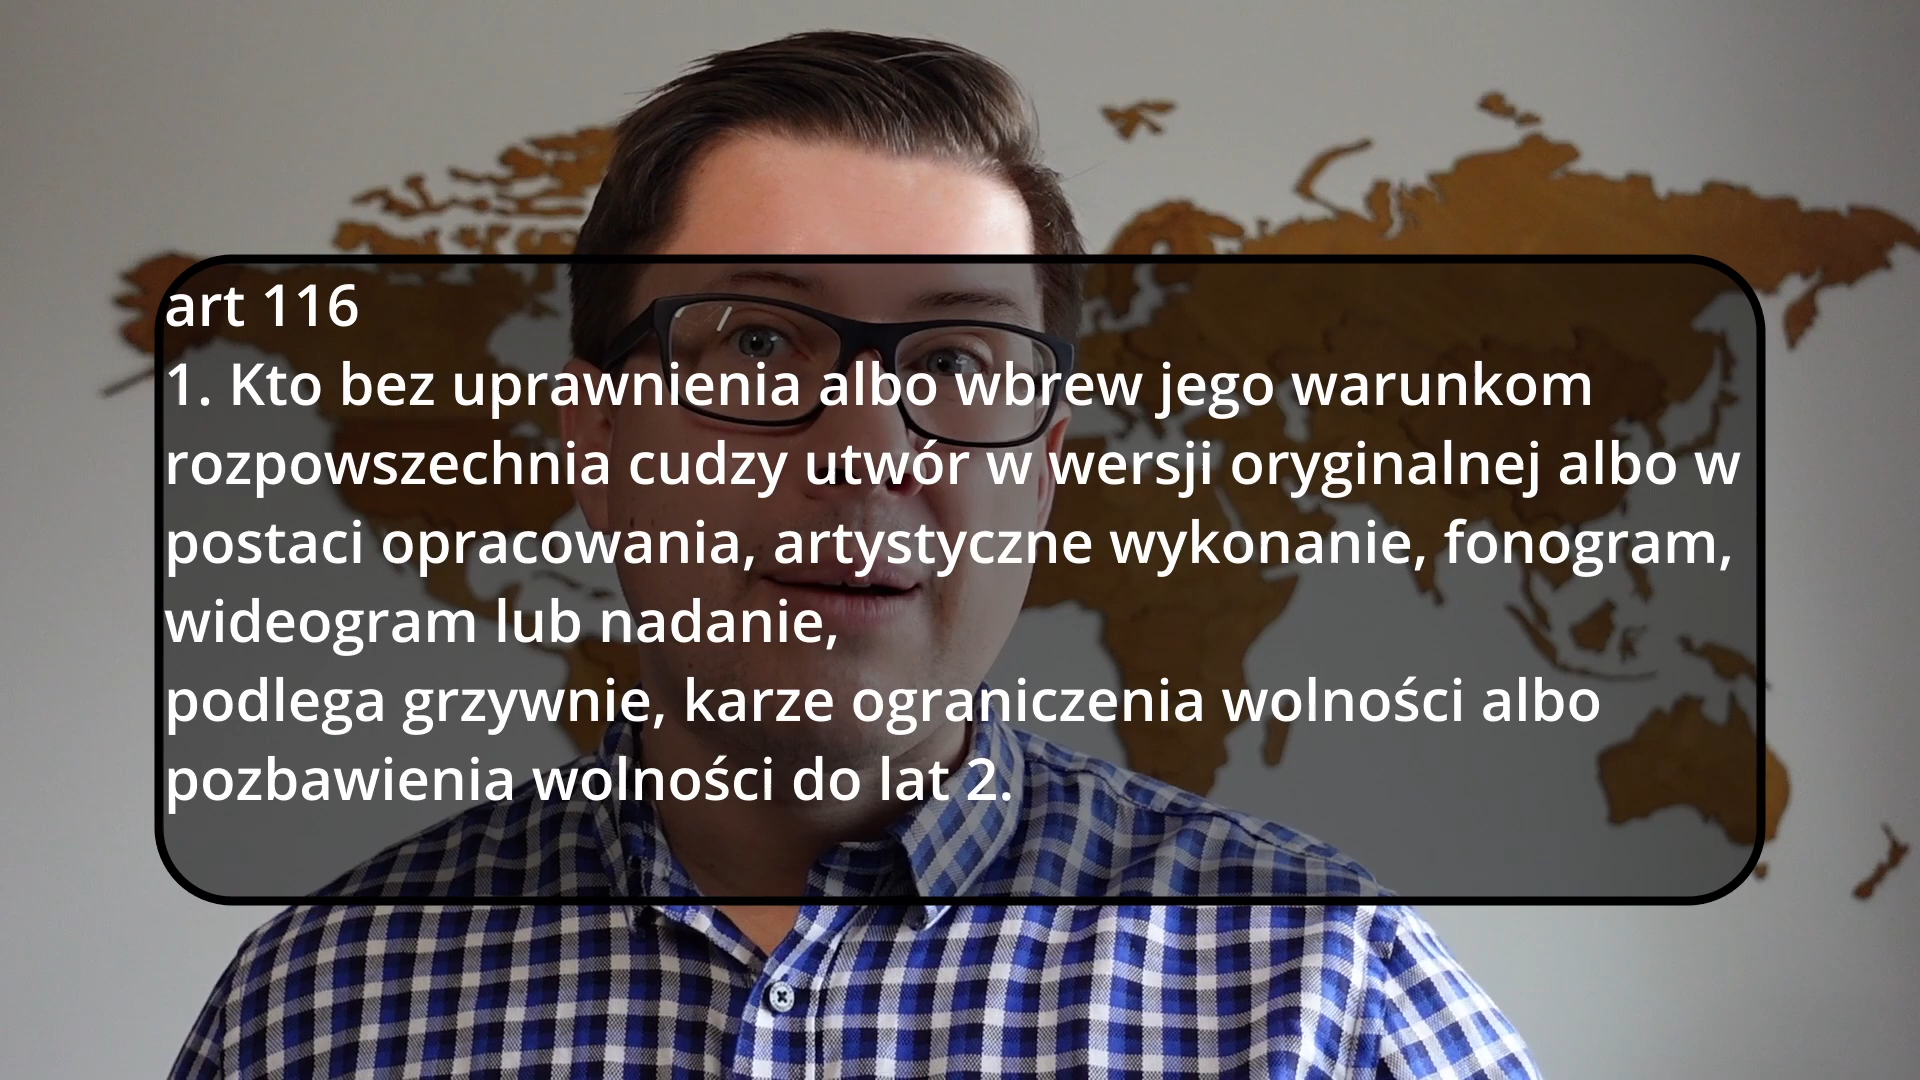 art 116
1. Kto bez uprawnienia albo wbrew jego warunkom
rozpowszechnia cudzy utwór w wersji oryginalnej albo w
postaci opracowania, artystyczne wykonanie, fonogram,
wideogram lub nadanie,
podlega grzywnie, karze ograniczenia wolności albo
pozbawienia wolności do lat 2.